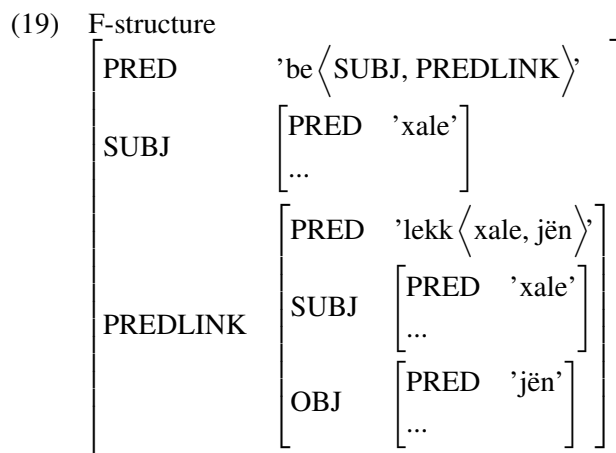 (19) F-structure
PRED ’be⟨SUBJ, PREDLINK⟩’
SUBJ PRED ’xale’
...
PREDLINK PRED ’lekk⟨xale, jën⟩’
SUBJ PRED ’xale’
...
OBJ PRED ’jën’
...